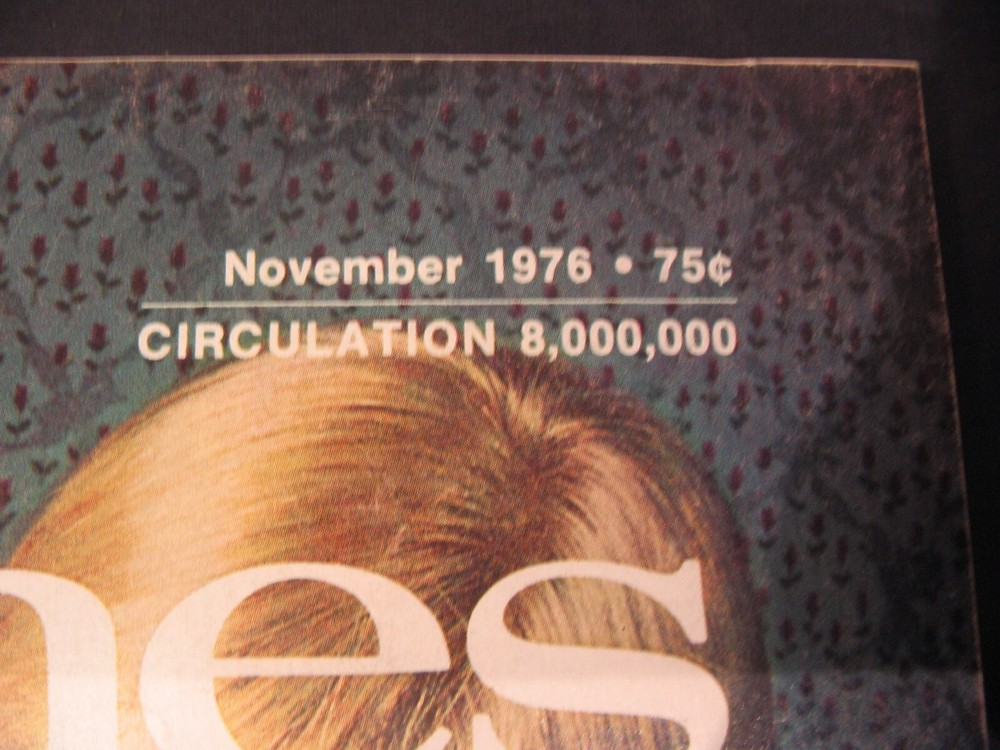 November 1976 • 75¢
CIRCULATION 8,000,000
nes